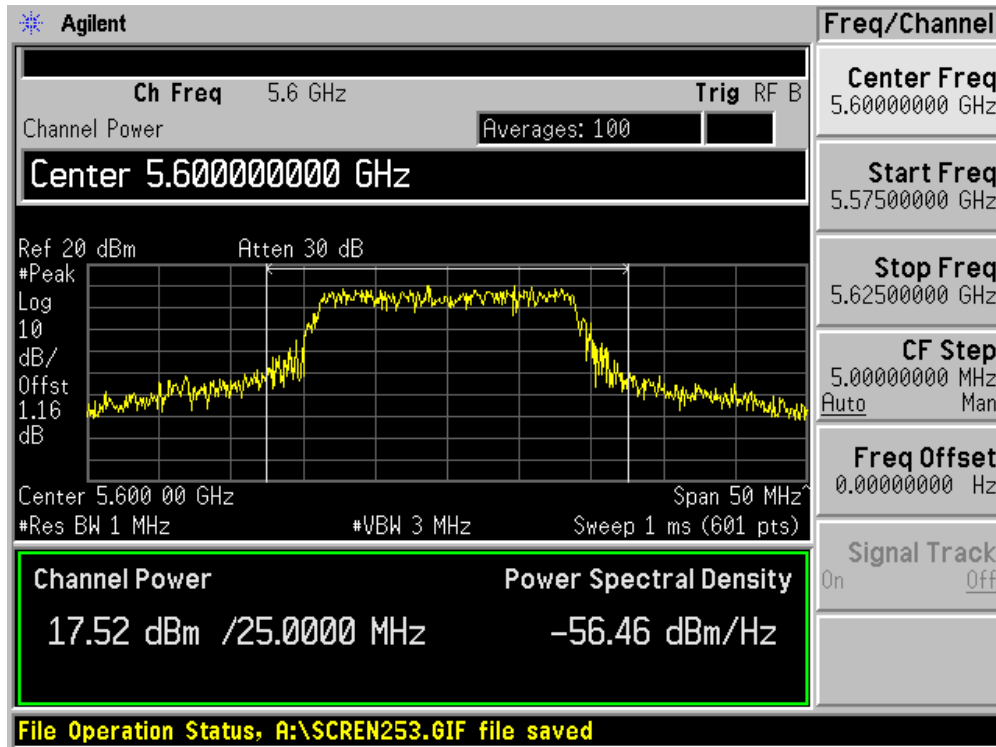 Agilent
Freq/Channel
Ch Freq 5.6 GHz Trig RF B
Channel Power Averages: 100
Center 5.600000000 GHz
Ref 20 dBm Atten 30 dB
#Peak
Log
10
dB/
Offst
1.16
dB
Center 5.600 00 GHz Span 50 MHz^
#Res BW 1 MHz #VBW 3 MHz Sweep 1 ms (601 pts)
Channel Power Power Spectral Density
17.52 dBm /25.0000 MHz -56.46 dBm/Hz
File Operation Status, A:\SCREN253.GIF file saved
Center Freq
5.60000000 GHz
Start Freq
5.57500000 GHz
Stop Freq
5.62500000 GHz
CF Step
5.00000000 MHz
Auto Man
Freq Offset
0.00000000 Hz
Signal Track
On Off